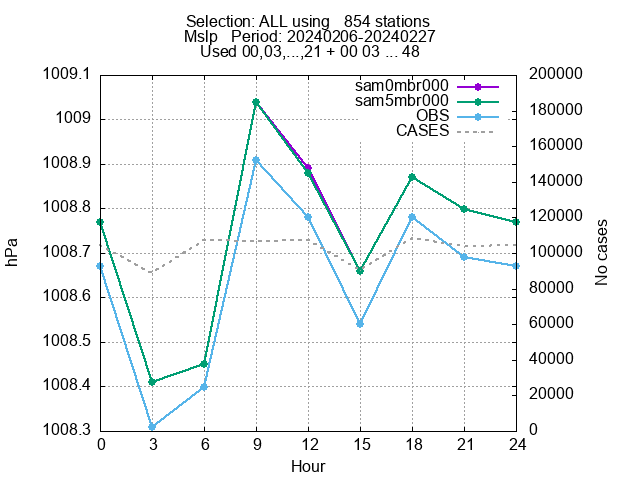 Selection: ALL using   854 stations
Mslp   Period: 20240206-20240227
Used 00,03,...,21 + 00 03 ... 48
sam0mbr000
sam5mbr000
OBS
CASES
1009.1
1009
1008.9
1008.8
1008.7
1008.6
1008.5
1008.4
1008.3
hPa
200000
180000
160000
140000
120000
100000
80000
60000
40000
20000
0
No cases
0 3 6 9 12 15 18 21 24
Hour